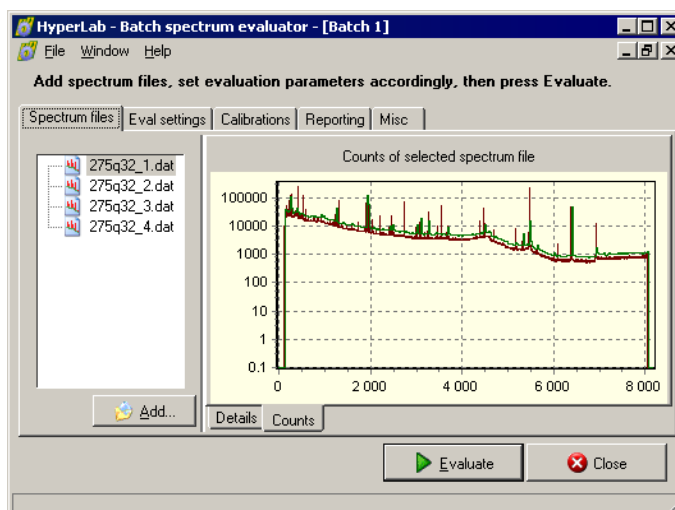 HyperLab - Batch spectrum evaluator - [Batch 1]
File Window Help
Add spectrum files, set evaluation parameters accordingly, then press Evaluate.
Spectrum files Eval settings Calibrations Reporting Misc
275q32_1.dat
275q32_2.dat
275q32_3.dat
275q32_4.dat
Add...
Counts of selected spectrum file
100000
10000
1000
100
10
1
0.1
0 2 000 4 000 6 000 8 000
Details Counts
Evaluate Close